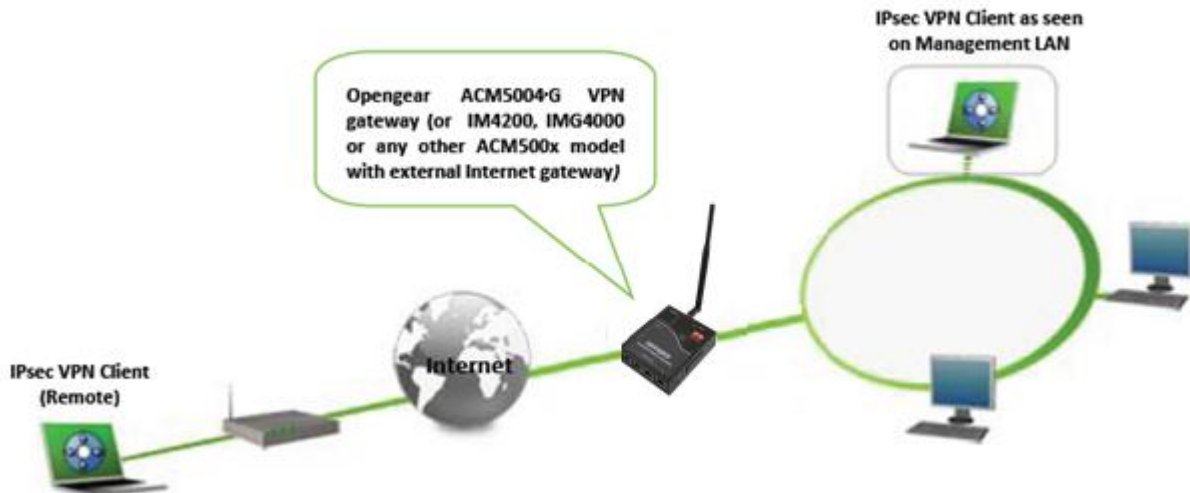 IPsec VPN Client as seen
on Management LAN
Opengear ACM5004-G VPN
gateway (or IM4200, IMG4000
or any other ACM500x model
with external Internet gateway)
Internet
IPsec VPN Client
(Remote)